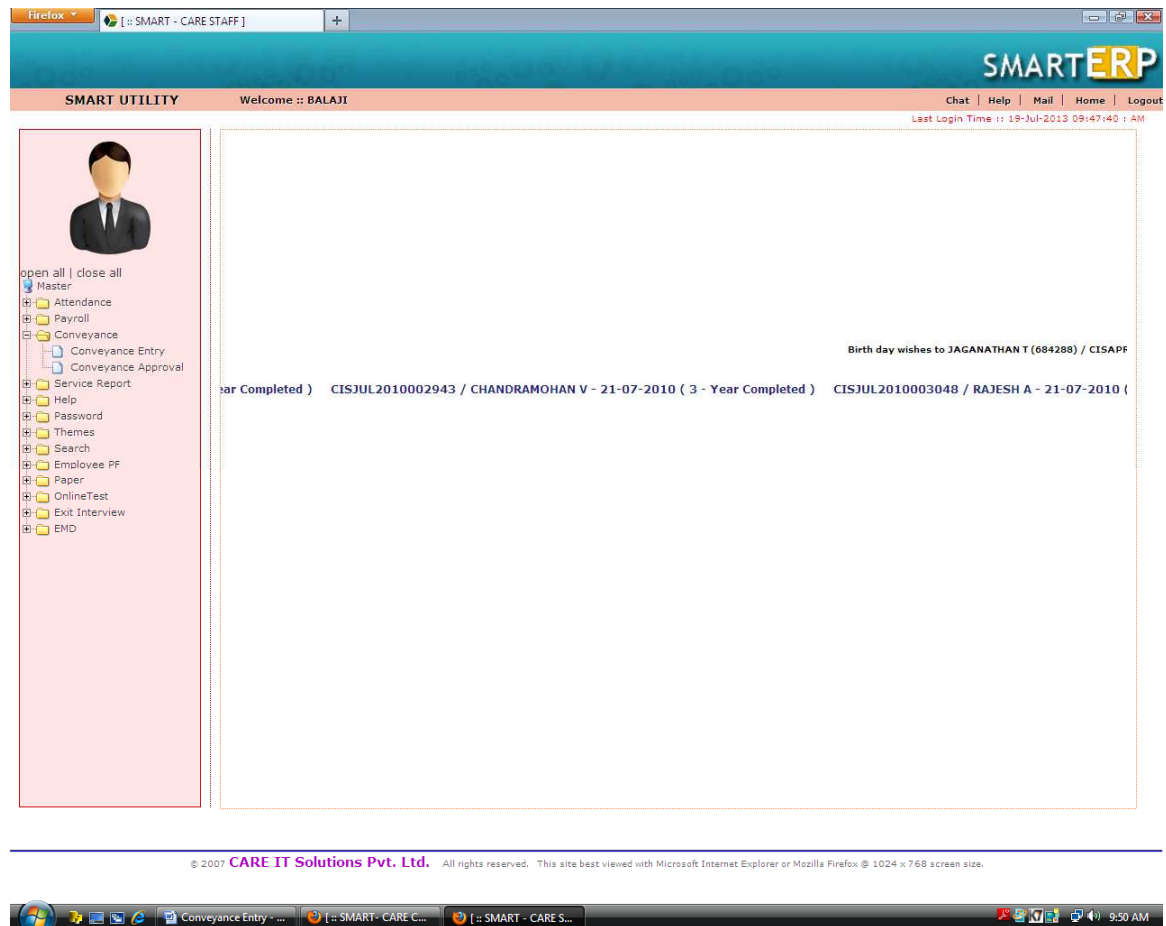 Firefox
[ :: SMART - CARE STAFF ]
+
SMARTERP
SMART UTILITY Welcome :: BALAJI Chat | Help | Mail | Home | Logout
Last Login Time :: 19-Jul-2013 09:47:40 : AM
open all | close all
Master
Attendance
Payroll
Conveyance
Conveyance Entry
Conveyance Approval
Service Report
Help
Password
Themes
Search
Employee PF
Paper
OnlineTest
Exit Interview
EMD
Birth day wishes to JAGANATHAN T (684288) / CISAPR
ear Completed ) CISJUL2010002943 / CHANDRAMOHAN V - 21-07-2010 ( 3 - Year Completed ) CISJUL2010003048 / RAJESH A - 21-07-2010 (
© 2007 CARE IT Solutions Pvt. Ltd. All rights reserved. This site best viewed with Microsoft Internet Explorer or Mozilla Firefox @ 1024 x 768 screen size.
Conveyance Entry - ... [ :: SMART- CARE C... [ :: SMART - CARE S... 9:50 AM